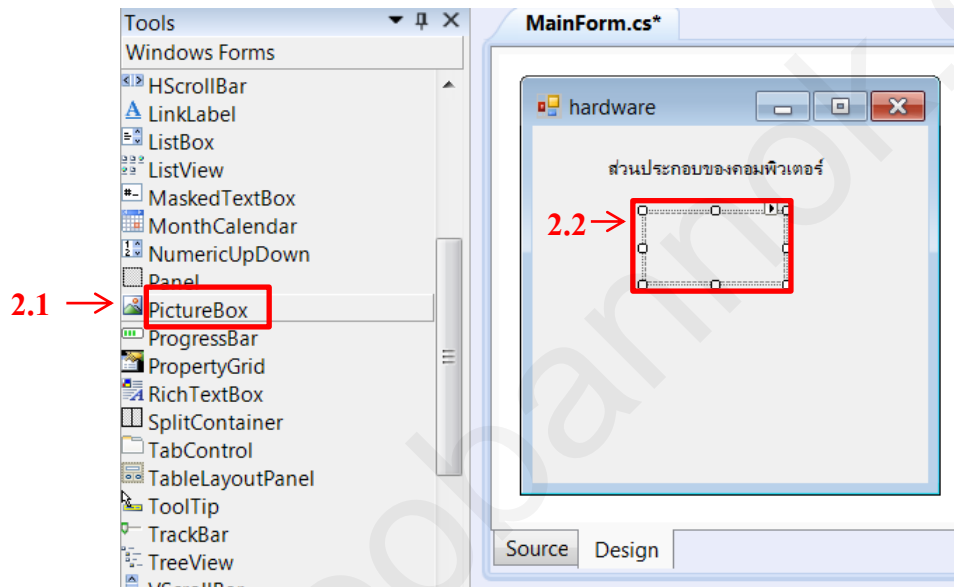 Tools
Windows Forms
HScrollBar
LinkLabel
ListBox
ListView
MaskedTextBox
MonthCalendar
NumericUpDown
Panel
2.1
PictureBox
ProgressBar
PropertyGrid
RichTextBox
SplitContainer
TabControl
TableLayoutPanel
ToolTip
TrackBar
TreeView
VScrollBar
MainForm.cs*
hardware
ส่วนประกอบของคอมพิวเตอร์
2.2
Source Design